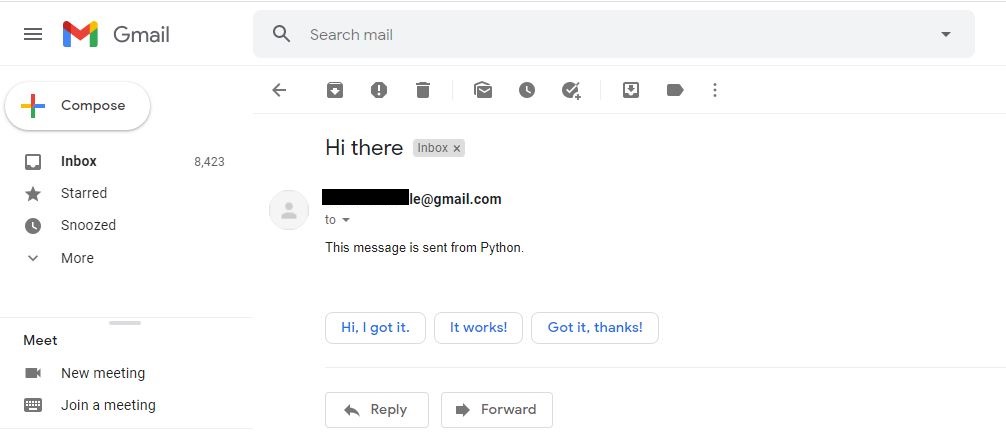 Gmail
Search mail
Compose
Inbox 8,423
Starred
Snoozed
More
Meet
New meeting
Join a meeting
Hi there Inbox ×
le@gmail.com
to
This message is sent from Python.
Hi, I got it. It works! Got it, thanks!
Reply Forward